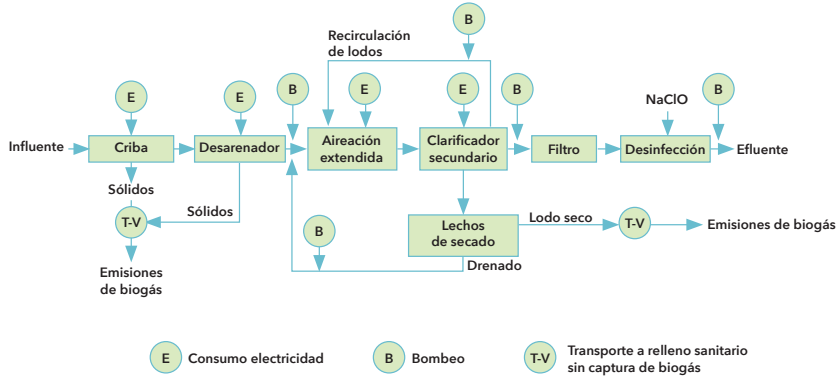 B
Recirculación
de lodos
E
E
B
E
E
B
NaClO
B
Influente
Criba
Desarenador
Aireación
extendida
Clarificador
secundario
Filtro
Desinfección
Efluente
Sólidos
Sólidos
T-V
B
Lechos
de secado
Lodo seco
T-V
Emisiones de biogás
Drenado
Emisiones
de biogás
E
Consumo electricidad
B
Bombeo
T-V
Transporte a relleno sanitario
sin captura de biogás